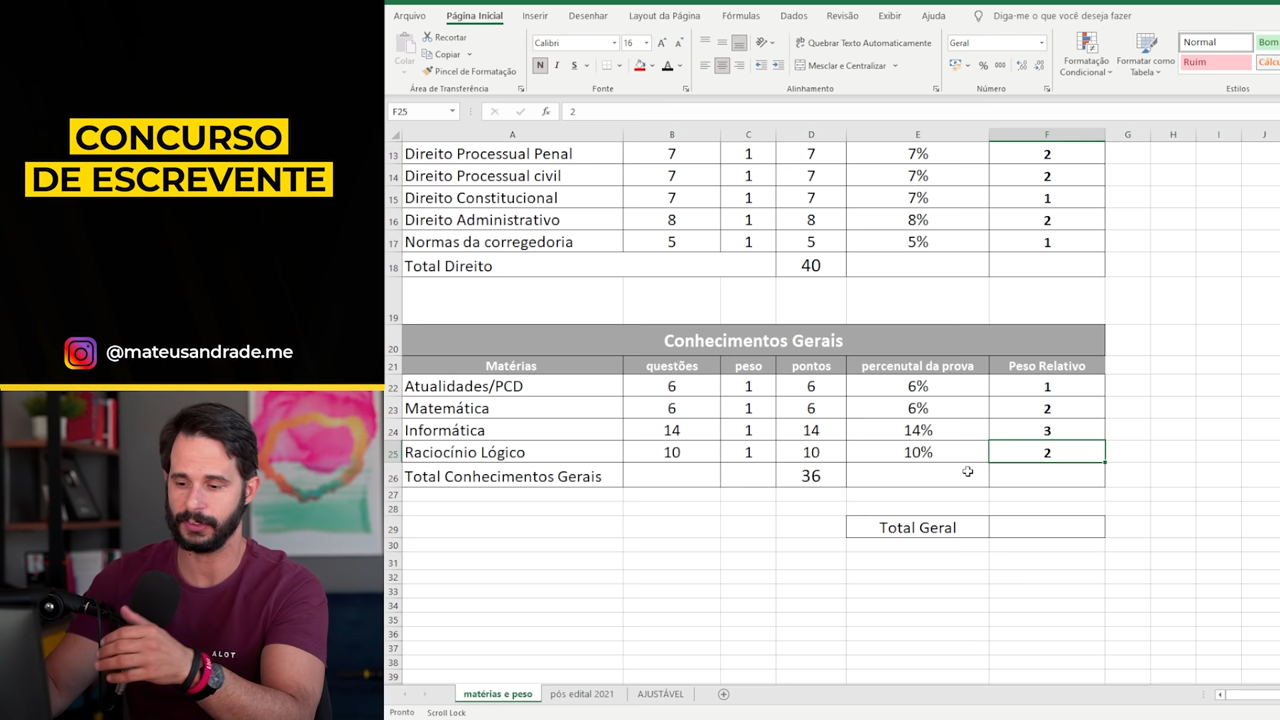 CONCURSO
DE ESCREVENTE
@mateusandrade.me
ALOT
Arquivo Página Inicial Inserir Desenhar Layout da Página Fórmulas Dados Revisão Exibir Ajuda Diga-me o que você deseja fazer
Colar
Recortar
Copiar
Pincel de Formatação
Área de Transferência
Calibri 16
N I S
Fonte
Quebrar Texto Automaticamente
Mesclar e Centralizar
Alinhamento
Geral
% 000
Número
Formatação Condicional
Formatar como Tabela
Normal Bom
Ruim Cálcu
Estilos
F25 fx 2
A B C D E F G H I J
13 Direito Processual Penal 7 1 7 7% 2
14 Direito Processual civil 7 1 7 7% 2
15 Direito Constitucional 7 1 7 7% 1
16 Direito Administrativo 8 1 8 8% 2
17 Normas da corregedoria 5 1 5 5% 1
18 Total Direito 40
19
20 Conhecimentos Gerais
21 Matérias questões peso pontos percenutal da prova Peso Relativo
22 Atualidades/PCD 6 1 6 6% 1
23 Matemática 6 1 6 6% 2
24 Informática 14 1 14 14% 3
25 Raciocínio Lógico 10 1 10 10% 2
26 Total Conhecimentos Gerais 36
27
28
29 Total Geral
30
31
32
33
34
35
36
37
38
39
matérias e peso pós edital 2021 AJUSTÁVEL
Pronto Scroll Lock